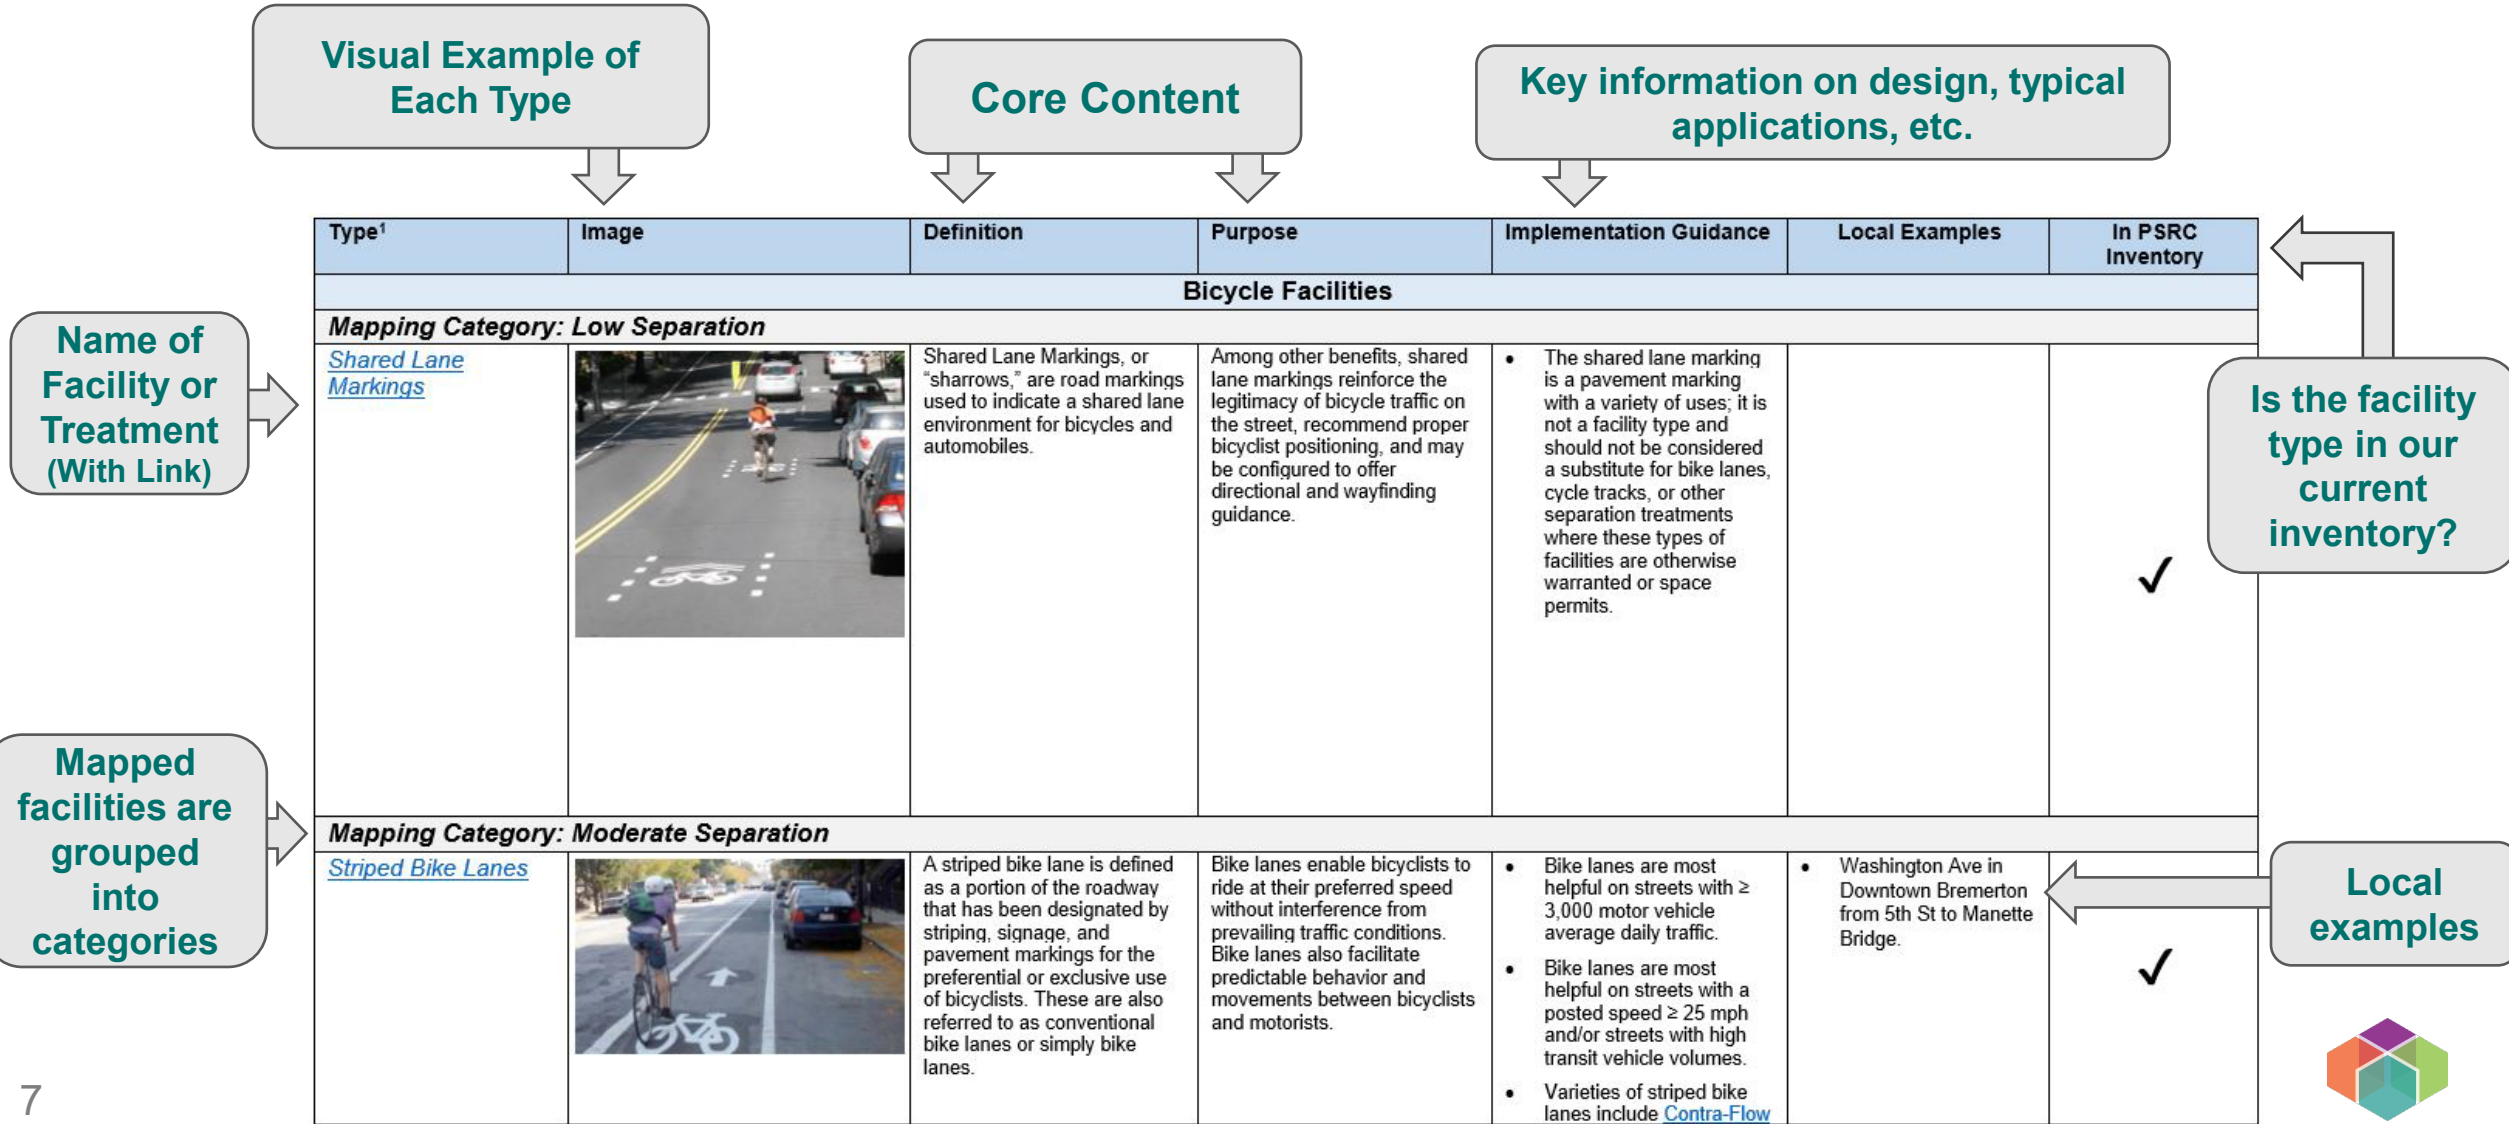 Visual Example of
Each Type
Core Content
Key information on design, typical
applications, etc.
Type¹
Image
Definition
Purpose
Implementation Guidance
Local Examples
In PSRC
Inventory
Bicycle Facilities
Mapping Category: Low Separation
Name of
Facility or
Treatment
(With Link)
Shared Lane
Markings
Shared Lane Markings, or
"sharrows," are road markings
used to indicate a shared lane
environment for bicycles and
automobiles.
Among other benefits, shared
lane markings reinforce the
legitimacy of bicycle traffic on
the street, recommend proper
bicyclist positioning, and may
be configured to offer
directional and wayfinding
guidance.
• The shared lane marking
is a pavement marking
with a variety of uses; it is
not a facility type and
should not be considered
a substitute for bike lanes,
cycle tracks, or other
separation treatments
where these types of
facilities are otherwise
warranted or space
permits.
✓
Is the facility
type in our
current
inventory?
Mapped
facilities are
grouped
into
categories
Mapping Category: Moderate Separation
Striped Bike Lanes
A striped bike lane is defined
as a portion of the roadway
that has been designated by
striping, signage, and
pavement markings for the
preferential or exclusive use
of bicyclists. These are also
referred to as conventional
bike lanes or simply bike
lanes.
Bike lanes enable bicyclists to
ride at their preferred speed
without interference from
prevailing traffic conditions.
Bike lanes also facilitate
predictable behavior and
movements between bicyclists
and motorists.
• Bike lanes are most
helpful on streets with ≥
3,000 motor vehicle
average daily traffic.
• Bike lanes are most
helpful on streets with a
posted speed ≥ 25 mph
and/or streets with high
transit vehicle volumes.
• Varieties of striped bike
lanes include Contra-Flow
• Washington Ave in
Downtown Bremerton
from 5th St to Manette
Bridge.
✓
Local
examples
7